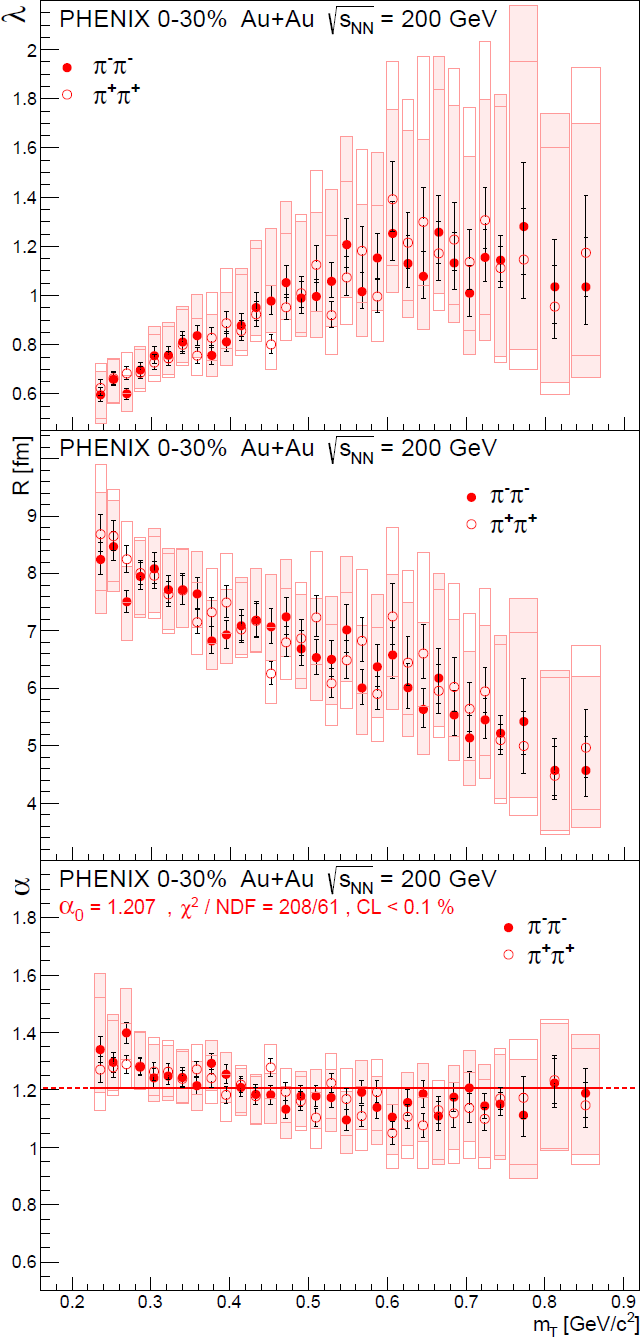 λ
PHENIX 0-30% Au+Au √sNN = 200 GeV
π-π-
π+π+
2
1.8
1.6
1.4
1.2
1
0.8
0.6
R [fm]
PHENIX 0-30% Au+Au √sNN = 200 GeV
π-π-
π+π+
9
8
7
6
5
4
α
PHENIX 0-30% Au+Au √sNN = 200 GeV
α0 = 1.207 , χ2 / NDF = 208/61 , CL < 0.1 %
π-π-
π+π+
1.8
1.6
1.4
1.2
1
0.8
0.6
0.2 0.3 0.4 0.5 0.6 0.7 0.8 0.9
mT [GeV/c2]